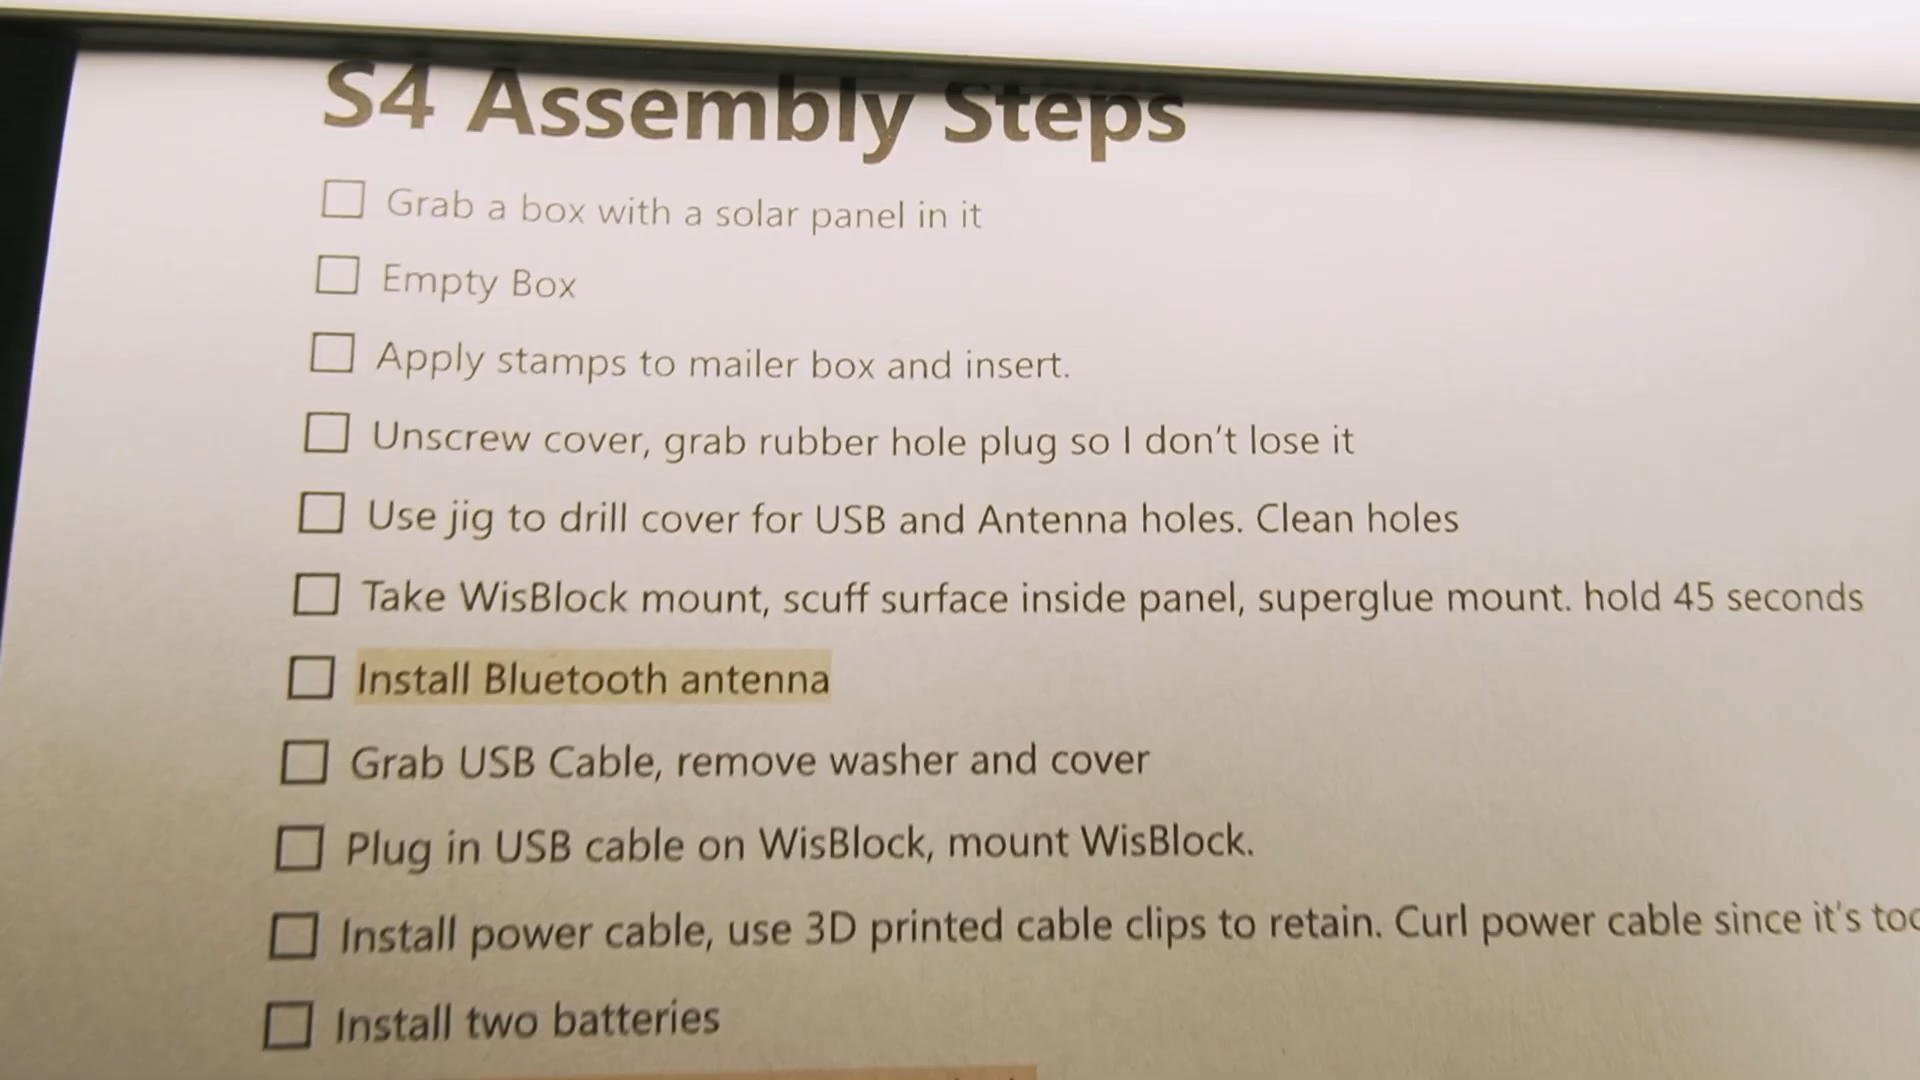 S4 Assembly Steps
Grab a box with a solar panel in it
Empty Box
Apply stamps to mailer box and insert.
Unscrew cover, grab rubber hole plug so I don't lose it
Use jig to drill cover for USB and Antenna holes. Clean holes
Take WisBlock mount, scuff surface inside panel, superglue mount. hold 45 seconds
Install Bluetooth antenna
Grab USB Cable, remove washer and cover
Plug in USB cable on WisBlock, mount WisBlock.
Install power cable, use 3D printed cable clips to retain. Curl power cable since it's
Install two batteries